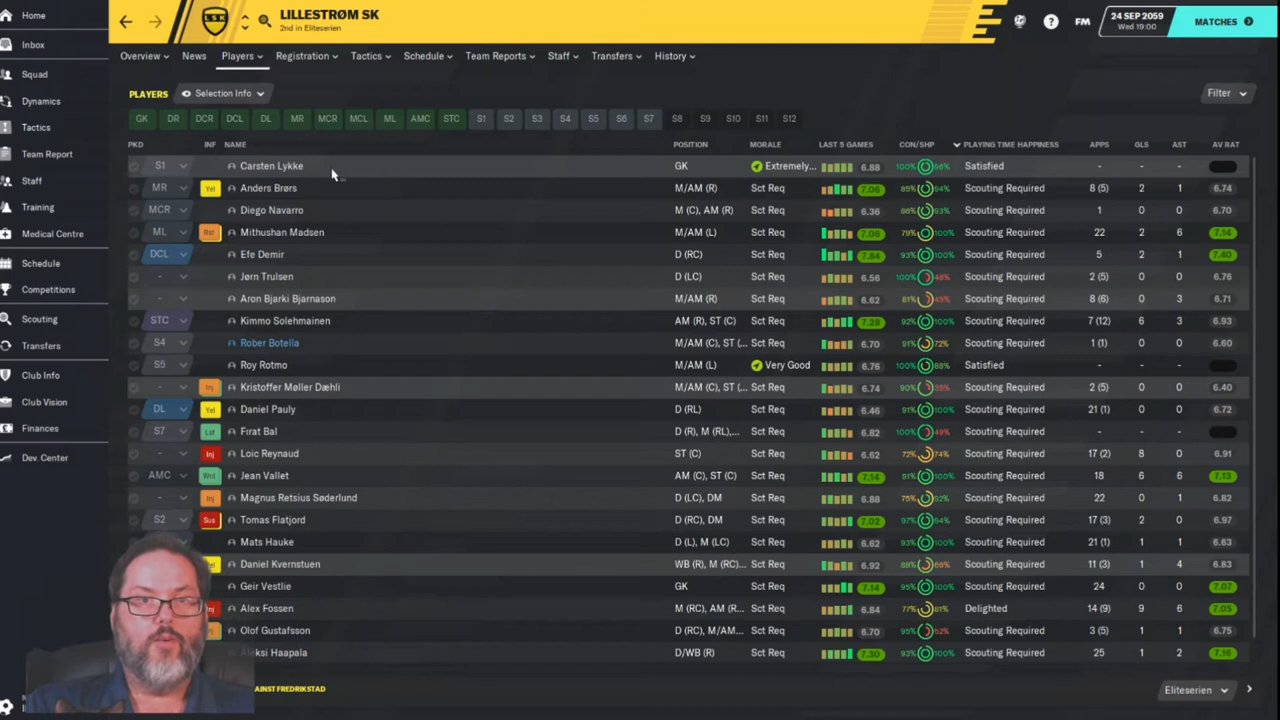 Home
LSK
LILLESTRØM SK
2nd in Eliteserien
FM
24 SEP 2059
Wed 19:00
MATCHES
Inbox
Squad
Dynamics
Tactics
Team Report
Staff
Training
Medical Centre
Schedule
Competitions
Scouting
Transfers
Club Info
Club Vision
Finances
Dev. Center
Overview News Players Registration Tactics Schedule Team Reports Staff Transfers History
PLAYERS Selection Info Filter
GK DR DCR DCL DL MR MCR MCL ML AMC STC S1 S2 S3 S4 S5 S6 S7 S8 S9 S10 S11 S12
PKD INF NAME POSITION MORALE LAST 5 GAMES CON/SHP PLAYING TIME HAPPINESS APPS GLS AST AV RAT
S1 Carsten Lykke GK Extremely... 6.88 100% 96% Satisfied - - -
MR Yel Anders Brørs M/AM (R) Sct Req 7.06 85% 94% Scouting Required 8 (5) 2 1 6.74
MCR Diego Navarro M (C), AM (R) Sct Req 6.36 86% 93% Scouting Required 1 0 0 6.70
ML Rst Mithushan Madsen M/AM (L) Sct Req 7.06 79% 100% Scouting Required 22 2 6 7.14
DCL Efe Demir D (RC) Sct Req 7.84 93% 100% Scouting Required 5 2 1 7.40
- Jørn Trulsen D (LC) Sct Req 6.56 100% 48% Scouting Required 2 (5) 0 0 6.76
- Aron Bjarki Bjarnason M/AM (R) Sct Req 6.62 81% 45% Scouting Required 8 (6) 0 3 6.71
STC Kimmo Solehmainen AM (R), ST (C) Sct Req 7.28 92% 100% Scouting Required 7 (12) 6 3 6.93
S4 Rober Botella M/AM (C), ST (... Sct Req 6.70 91% 72% Scouting Required 1 (1) 0 0 6.60
S5 Roy Rotmo M/AM (L) Very Good 6.76 100% 88% Satisfied - - -
- Inj Kristoffer Møller Dæhli M/AM (C), ST (... Sct Req 6.74 90% 35% Scouting Required 2 (5) 0 0 6.40
DL Yel Daniel Pauly D (RL) Sct Req 6.46 91% 100% Scouting Required 21 (1) 0 0 6.72
S7 Lst Fırat Bal D (R), M (RL),... Sct Req 6.82 100% 49% Scouting Required - - -
Inj Loic Reynaud ST (C) Sct Req 6.62 72% 74% Scouting Required 17 (2) 8 0 6.91
AMC Wnt Jean Vallet AM (C), ST (C) Sct Req 7.14 91% 100% Scouting Required 18 6 6 7.13
- Inj Magnus Retsius Søderlund D (LC), DM Sct Req 6.88 75% 92% Scouting Required 22 0 1 6.82
S2 Sus Tomas Flatjord D (RC), DM Sct Req 7.02 97% 94% Scouting Required 17 (3) 2 0 6.97
Mats Hauke D (L), M (LC) Sct Req 6.62 93% 100% Scouting Required 21 (1) 1 1 6.63
Daniel Kvernstuen WB (R), M (RC)... Sct Req 6.92 88% 66% Scouting Required 11 (3) 1 4 6.83
Geir Vestlie GK Sct Req 7.14 95% 100% Scouting Required 24 0 0 7.07
Alex Fossen M (RC), AM (R... Sct Req 6.84 77% 81% Delighted 14 (9) 9 6 7.05
Olof Gustafsson D (RC), M/AM... Sct Req 6.70 95% 52% Scouting Required 3 (5) 1 1 6.75
Haapala D/WB (R) Sct Req 7.30 93% 100% Scouting Required 25 1 2 7.16
AGAINST FREDRIKSTAD Eliteserien